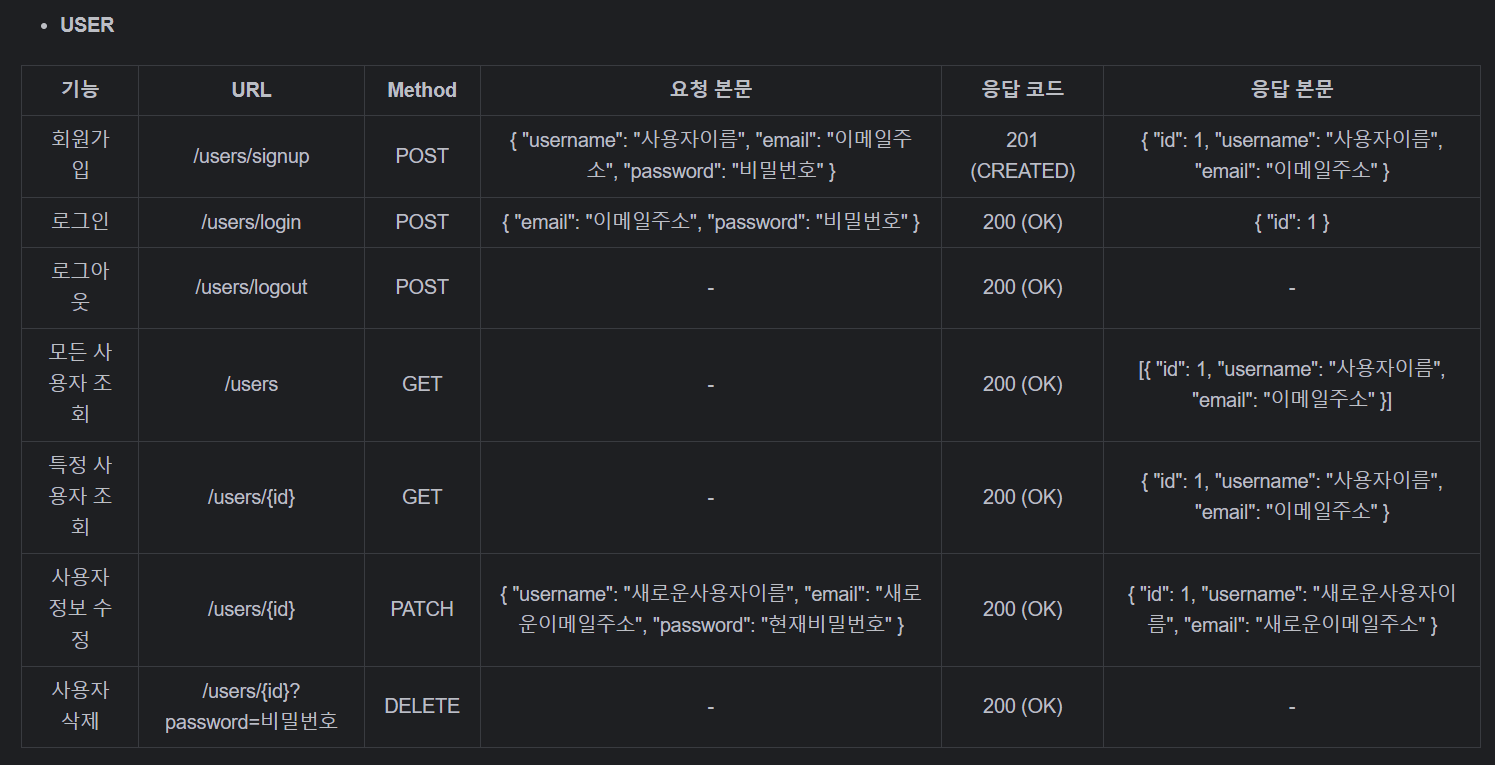 USER
기능 URL Method 요청 본문 응답 코드 응답 본문
회원가
입
/users/signup
POST
{ "username": "사용자이름", "email": "이메일주
소", "password": "비밀번호" }
201
(CREATED)
{ "id": 1, "username": "사용자이름",
"email": "이메일주소" }
로그인 /users/login POST { "email": "이메일주소", "password": "비밀번호" } 200 (OK) { "id": 1 }
로그아
웃
/users/logout
POST
-
200 (OK)
-
모든 사
용자 조
회
/users
GET
-
200 (OK)
[{ "id": 1, "username": "사용자이름",
"email": "이메일주소" }]
특정 사
용자 조
회
/users/{id}
GET
-
200 (OK)
{ "id": 1, "username": "사용자이름",
"email": "이메일주소" }
사용자
정보 수
정
/users/{id}
PATCH
{ "username": "새로운사용자이름", "email": "새로
운이메일주소", "password": "현재비밀번호" }
200 (OK)
{ "id": 1, "username": "새로운사용자이
름", "email": "새로운이메일주소" }
사용자
삭제
/users/{id}?
password=비밀번호
DELETE
-
200 (OK)
-